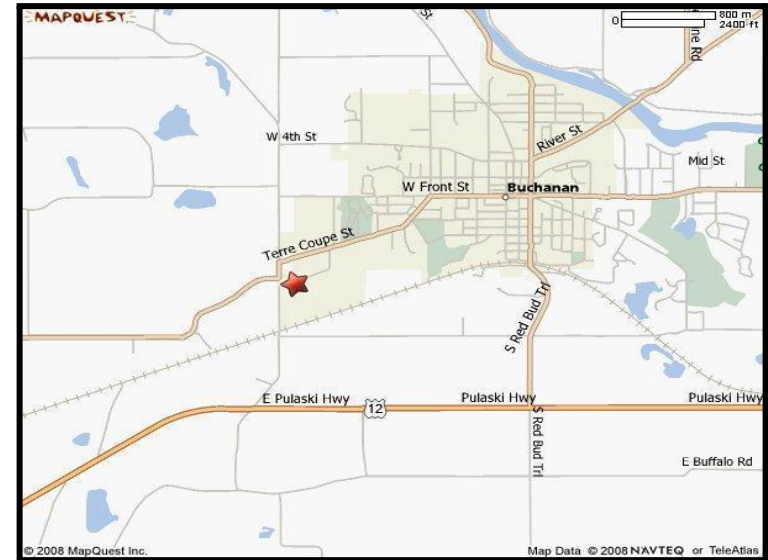 MAPQUEST
0
800 m
2400 ft
St
ne Rd
W 4th St
River St
Mid St
W Front St
Buchanan
Terre Coupe St
S Red Bud Trl
E Pulaski Hwy
12
Pulaski Hwy
Pulaski Hwy
S Red Bud Trl
E Buffalo Rd
© 2008 MapQuest Inc.
Map Data © 2008 NAVTEQ or TeleAtlas